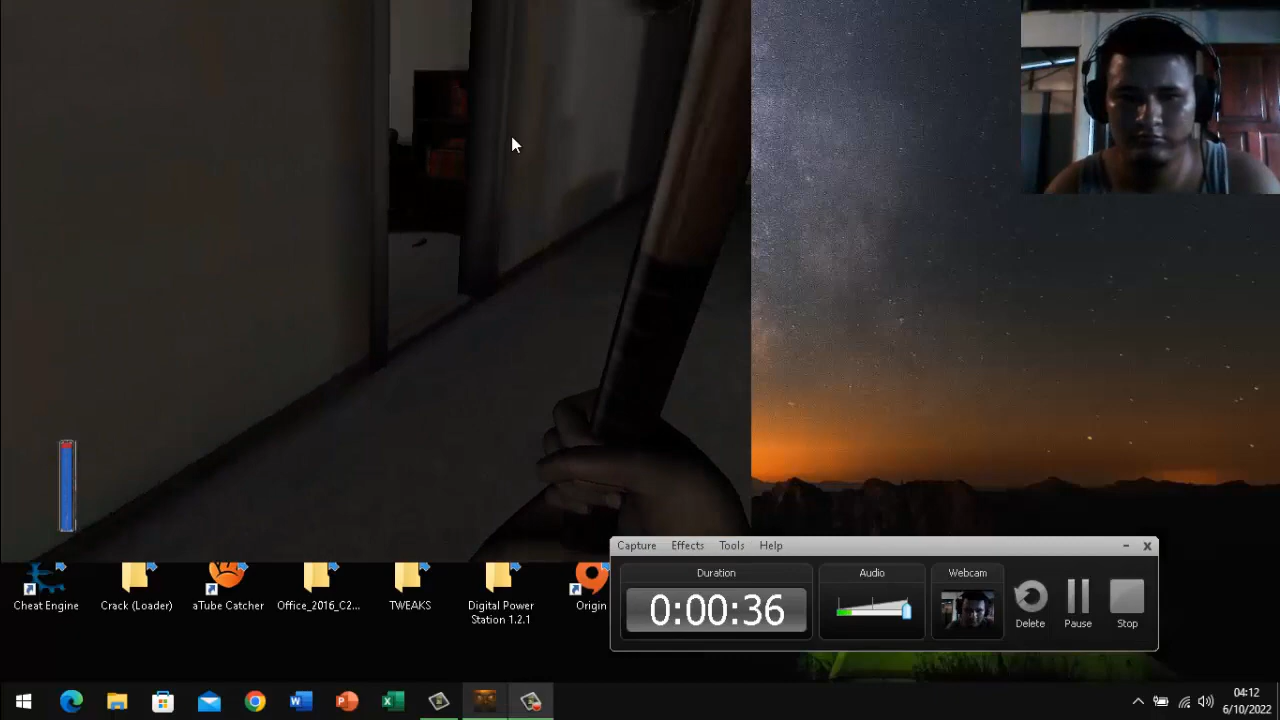 Capture Effects Tools Help
Duration
Audio
Webcam
0:00:36
Delete
Pause
Stop
Cheat Engine
Crack (Loader)
aTube Catcher
Office_2016_C2...
TWEAKS
Digital Power
Station 1.2.1
Origin
04:12
6/10/2022